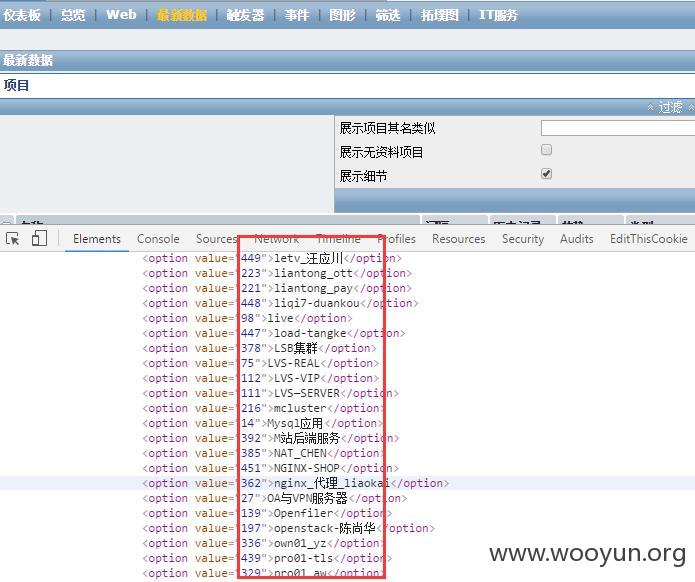 仪表板 | 总览 | Web | 最新数据 | 触发器 | 事件 | 图形 | 筛选 | 拓璞图 | IT服务
最新数据
项目
过滤
展示项目其名类似
展示无资料项目
展示细节
Elements Console Sources Network Timeline Profiles Resources Security Audits EditThisCookie
<option value="449">letv_汪应川</option>
<option value="223">liantong_ott</option>
<option value="221">liantong_pay</option>
<option value="448">liqi7-duankou</option>
<option value="98">live</option>
<option value="447">load-tangke</option>
<option value="378">LSB集群</option>
<option value="75">LVS-REAL</option>
<option value="112">LVS-VIP</option>
<option value="111">LVS—SERVER</option>
<option value="216">mcluster</option>
<option value="14">Mysql应用</option>
<option value="392">M站后端服务</option>
<option value="385">NAT_CHEN</option>
<option value="451">NGINX-SHOP</option>
<option value="362">nginx_代理_liaokai</option>
<option value="27">OA与VPN服务器</option>
<option value="139">Openfiler</option>
<option value="197">openstack-陈尚华</option>
<option value="336">own01_yz</option>
<option value="439">pro01-tls</option>
<option value="329">pro01_aw</option>
www.wooyun.org